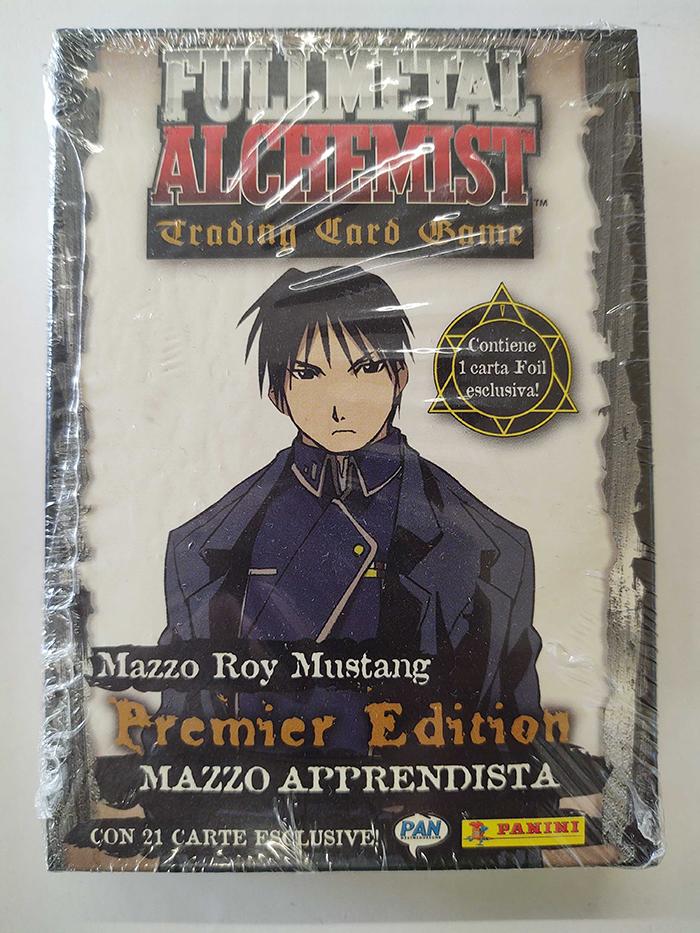 FULLMETAL
ALCHEMIST™
Trading Card Game
Contiene
1 carta Foil
esclusiva!
Mazzo Roy Mustang
Premier Edition
MAZZO APPRENDISTA
CON 21 CARTE ESCLUSIVE!
PAN
PANINI